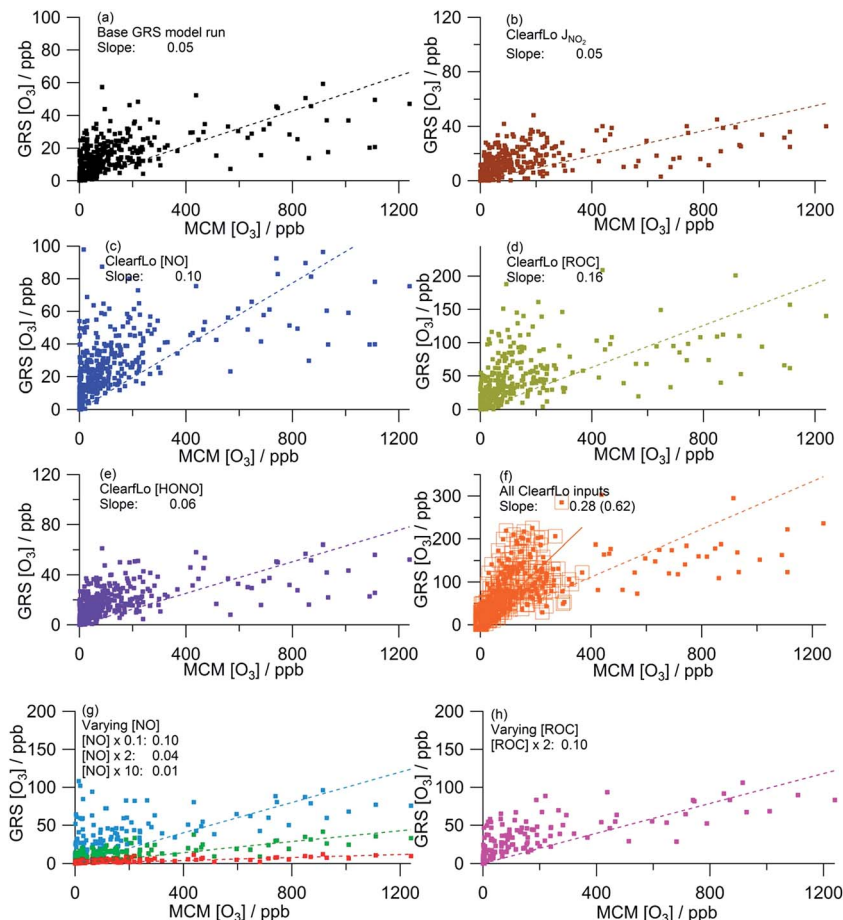 (a)
Base GRS model run
Slope: 0.05
GRS [O₃] / ppb
100
80
60
40
20
0
0 400 800 1200
MCM [O₃] / ppb
(b)
ClearfLo J_NO₂
Slope: 0.05
GRS [O₃] / ppb
120
80
40
0
0 400 800 1200
MCM [O₃] / ppb
(c)
ClearfLo [NO]
Slope: 0.10
GRS [O₃] / ppb
100
80
60
40
20
0
0 400 800 1200
MCM [O₃] / ppb
(d)
ClearfLo [ROC]
Slope: 0.16
GRS [O₃] / ppb
200
150
100
50
0
0 400 800 1200
MCM [O₃] / ppb
(e)
ClearfLo [HONO]
Slope: 0.06
GRS [O₃] / ppb
120
80
40
0
0 400 800 1200
MCM [O₃] / ppb
(f)
All ClearfLo inputs
Slope: 0.28 (0.62)
GRS [O₃] / ppb
300
200
100
0
0 400 800 1200
MCM [O₃] / ppb
(g)
Varying [NO]
[NO] x 0.1: 0.10
[NO] x 2: 0.04
[NO] x 10: 0.01
GRS [O₃] / ppb
200
150
100
50
0
0 400 800 1200
MCM [O₃] / ppb
(h)
Varying [ROC]
[ROC] x 2: 0.10
GRS [O₃] / ppb
200
150
100
50
0
0 400 800 1200
MCM [O₃] / ppb